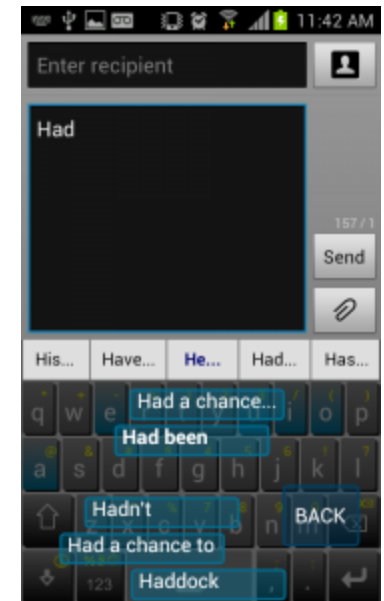 11:42 AM
Enter recipient
Had
157/1
Send
His... Have... He... Had... Has...
Had a chance...
q w e i o p
Had been
a s d f g h j k l
Hadn't
z x c v b n m BACK
Had a chance to
123 Haddock , .